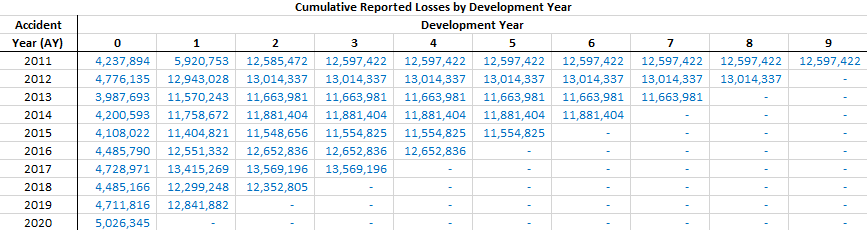 Cumulative Reported Losses by Development Year
Accident Development Year
Year (AY) 0 1 2 3 4 5 6 7 8 9
2011 4,237,894 5,920,753 12,585,472 12,597,422 12,597,422 12,597,422 12,597,422 12,597,422 12,597,422 12,597,422
2012 4,776,135 12,943,028 13,014,337 13,014,337 13,014,337 13,014,337 13,014,337 13,014,337 13,014,337 -
2013 3,987,693 11,570,243 11,663,981 11,663,981 11,663,981 11,663,981 11,663,981 11,663,981 - -
2014 4,200,593 11,758,672 11,881,404 11,881,404 11,881,404 11,881,404 11,881,404 - - -
2015 4,108,022 11,404,821 11,548,656 11,554,825 11,554,825 11,554,825 - - - -
2016 4,485,790 12,551,332 12,652,836 12,652,836 12,652,836 - - - - -
2017 4,728,971 13,415,269 13,569,196 13,569,196 - - - - - -
2018 4,485,166 12,299,248 12,352,805 - - - - - - -
2019 4,711,816 12,841,882 - - - - - - - -
2020 5,026,345 - - - - - - - - -